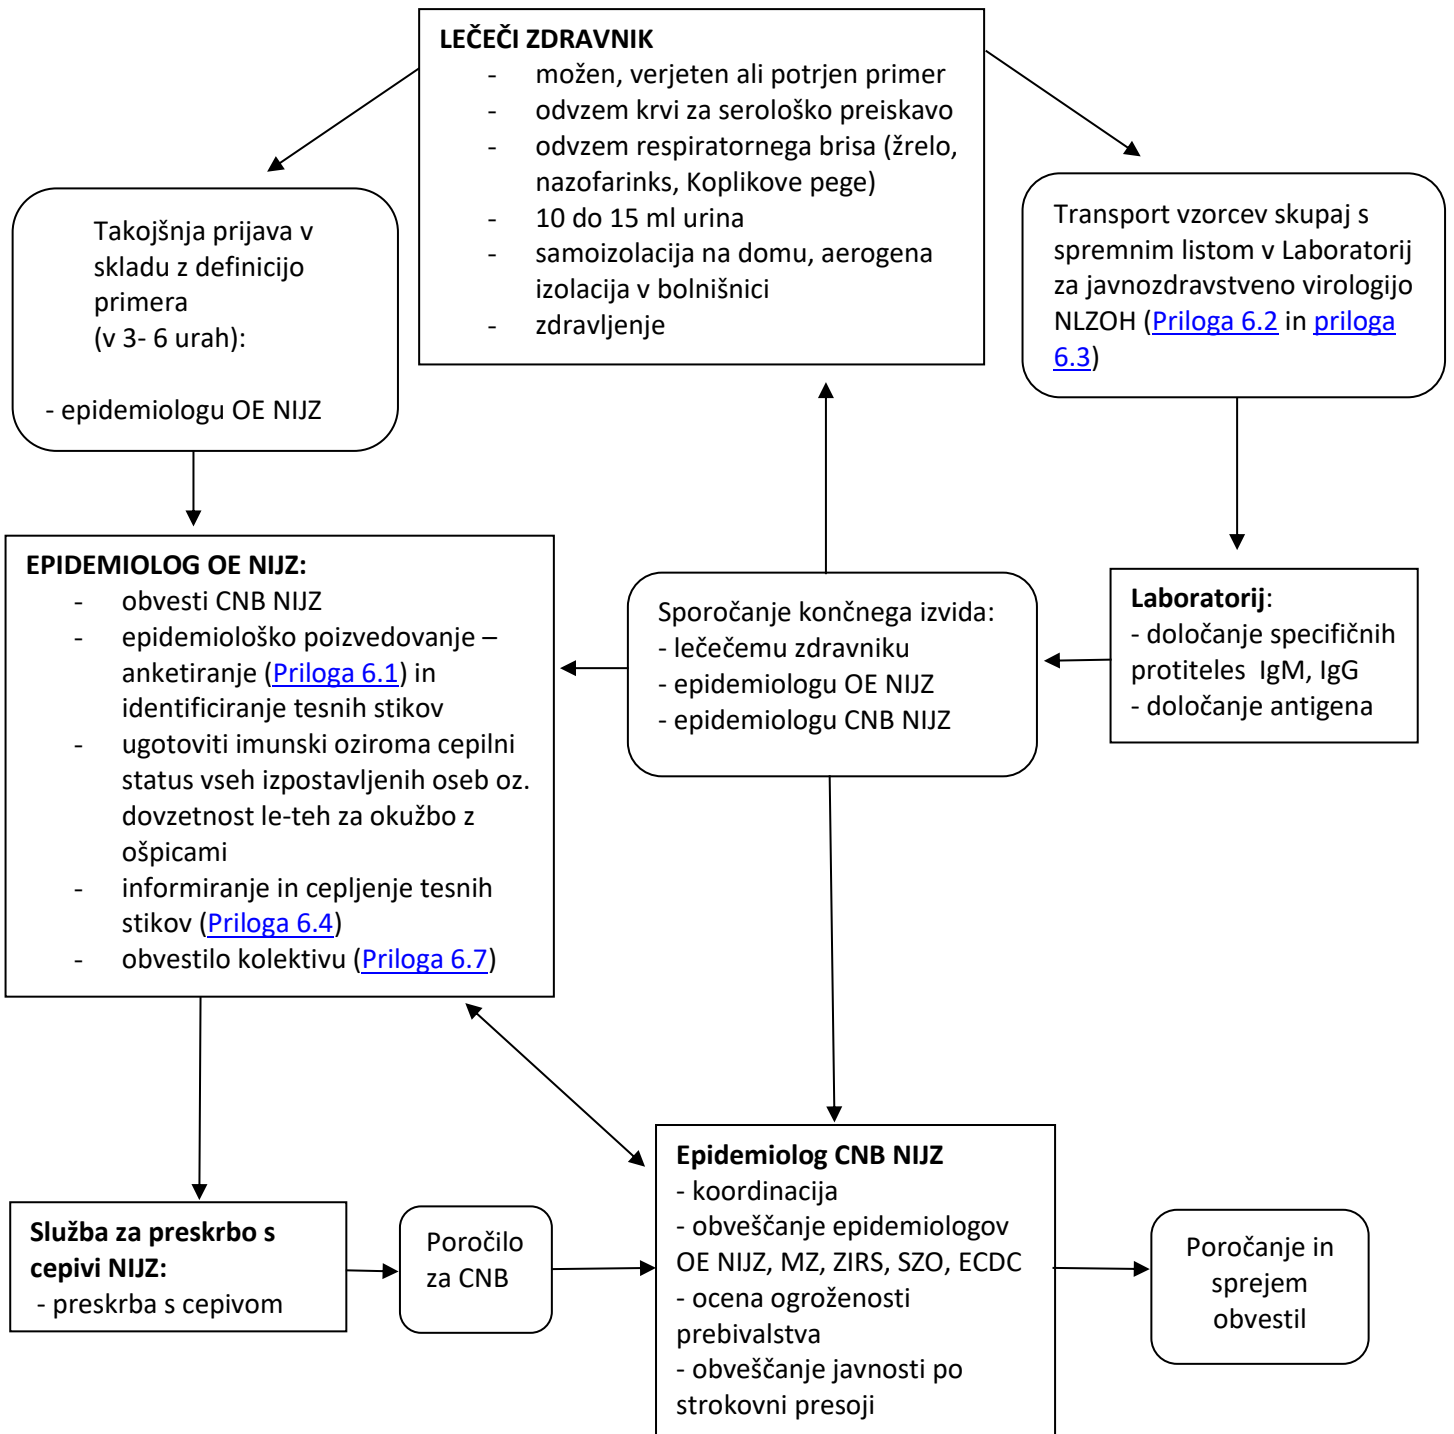 LEČEČI ZDRAVNIK
- možen, verjeten ali potrjen primer
- odvzem krvi za serološko preiskavo
- odvzem respiratornega brisa (žrelo,
nazofarinks, Koplikove pege)
- 10 do 15 ml urina
- samoizolacija na domu, aerogena
izolacija v bolnišnici
- zdravljenje
Takojšnja prijava v
skladu z definicijo
primera
(v 3- 6 urah):
- epidemiologu OE NIJZ
Transport vzorcev skupaj s
spremnim listom v Laboratorij
za javnozdravstveno virologijo
NLZOH (Priloga 6.2 in priloga
6.3)
EPIDEMIOLOG OE NIJZ:
- obvesti CNB NIJZ
- epidemiološko poizvedovanje –
anketiranje (Priloga 6.1) in
identificiranje tesnih stikov
- ugotoviti imunski oziroma cepilni
status vseh izpostavljenih oseb oz.
dovzetnost le-teh za okužbo z
ošpicami
- informiranje in cepljenje tesnih
stikov (Priloga 6.4)
- obvestilo kolektivu (Priloga 6.7)
Sporočanje končnega izvida:
- lečečemu zdravniku
- epidemiologu OE NIJZ
- epidemiologu CNB NIJZ
Laboratorij:
- določanje specifičnih
protiteles IgM, IgG
- določanje antigena
Služba za preskrbo s
cepivi NIJZ:
- preskrba s cepivom
Poročilo
za CNB
Epidemiolog CNB NIJZ
- koordinacija
- obveščanje epidemiologov
OE NIJZ, MZ, ZIRS, SZO, ECDC
- ocena ogroženosti
prebivalstva
- obveščanje javnosti po
strokovni presoji
Poročanje in
sprejem
obvestil